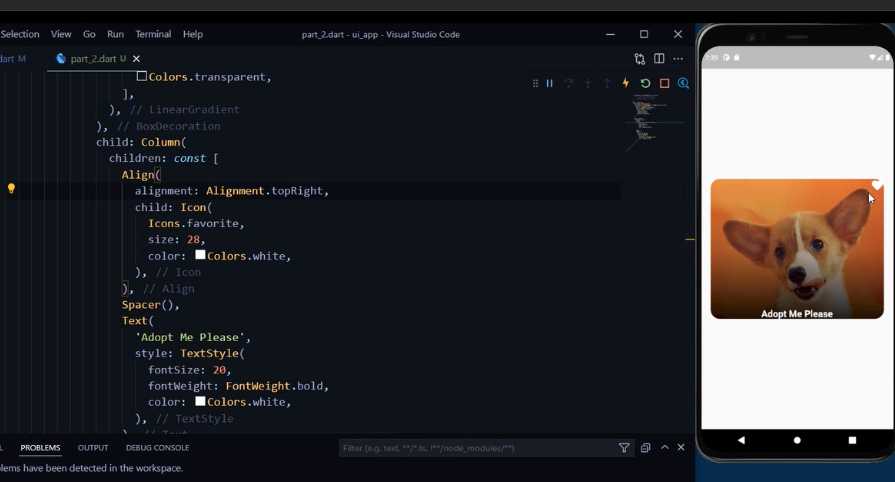 Selection View Go Run Terminal Help part_2.dart - ui_app - Visual Studio Code
dart M part_2.dart U
Colors.transparent,
],
), // LinearGradient
), // BoxDecoration
child: Column(
children: const [
Align(
alignment: Alignment.topRight,
child: Icon(
Icons.favorite,
size: 28,
color: Colors.white,
), // Icon
), // Align
Spacer(),
Text(
'Adopt Me Please',
style: TextStyle(
fontSize: 20,
fontWeight: FontWeight.bold,
color: Colors.white,
), // TextStyle
), // Text
PROBLEMS OUTPUT DEBUG CONSOLE Filter (e.g. text, **/*.ts, !**/node_modules/**)
lems have been detected in the workspace.
7:35
Adopt Me Please